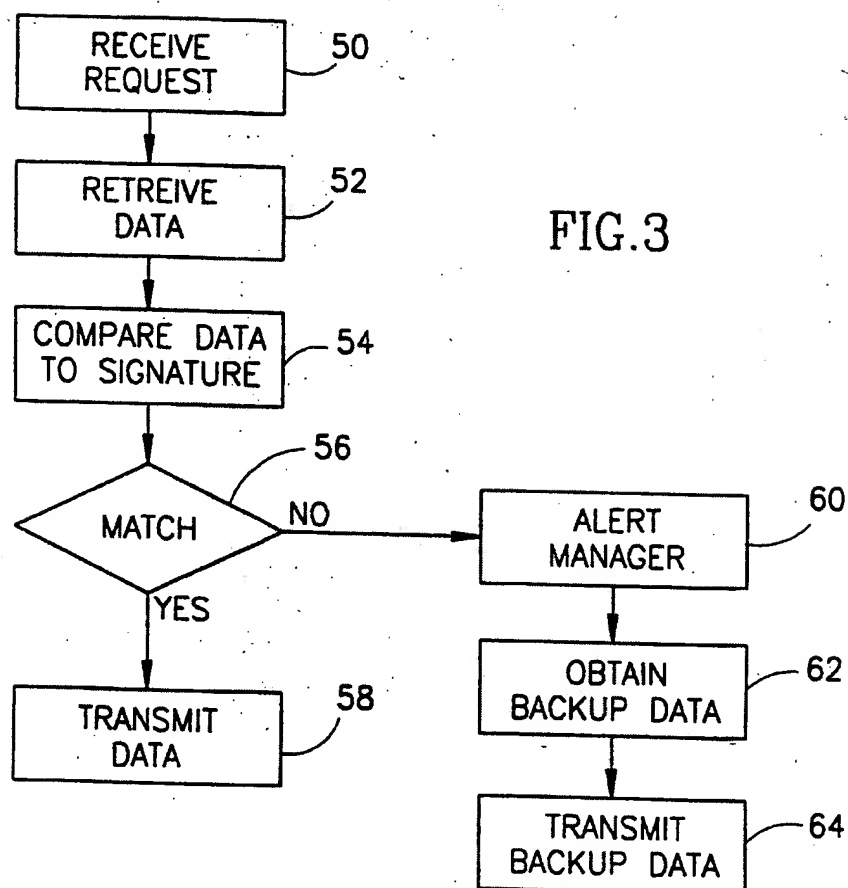 RECEIVE
REQUEST
50
RETREIVE
DATA
52
FIG.3
COMPARE DATA
TO SIGNATURE
54
56
MATCH
NO
YES
ALERT
MANAGER
60
TRANSMIT
DATA
58
OBTAIN
BACKUP DATA
62
TRANSMIT
BACKUP DATA
64